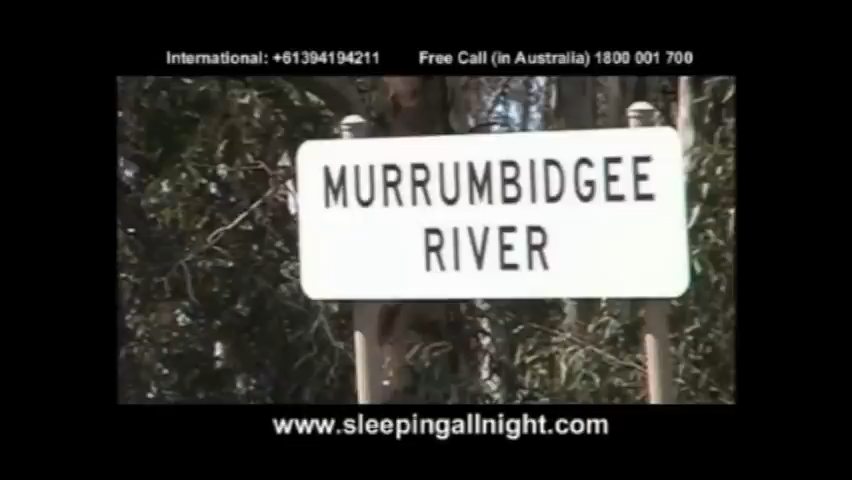 International: +61394194211 Free Call (in Australia) 1800 001 700
MURRUMBIDGEE
RIVER
www.sleepingallnight.com